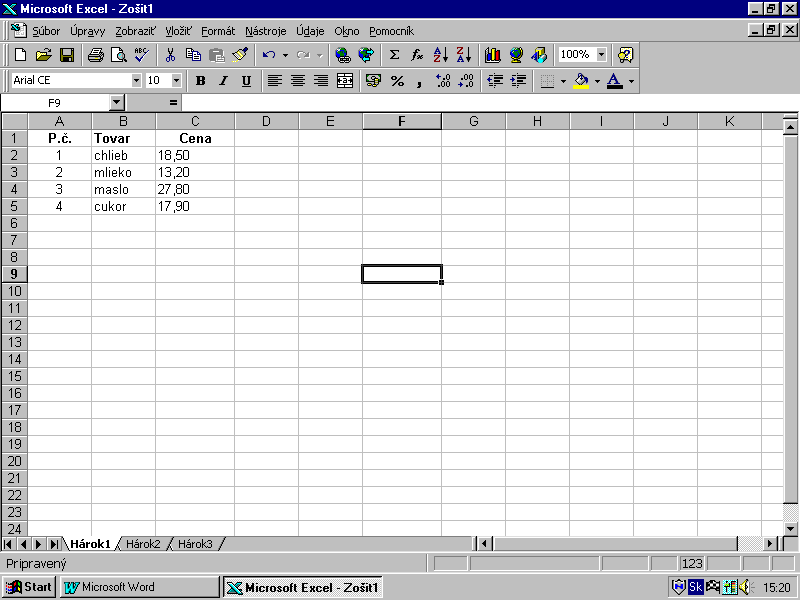 Microsoft Excel - Zošit1
Súbor Úpravy Zobraziť Vložiť Formát Nástroje Údaje Okno Pomocník
100%
Arial CE 10 B I U
F9 =
A B C D E F G H I J K
1 P.č. Tovar Cena
2 1 chlieb 18,50
3 2 mlieko 13,20
4 3 maslo 27,80
5 4 cukor 17,90
6
7
8
9
10
11
12
13
14
15
16
17
18
19
20
21
22
23
24
Hárok1 Hárok2 Hárok3
Pripravený 123
Start Microsoft Word Microsoft Excel - Zošit1 Sk 15:20